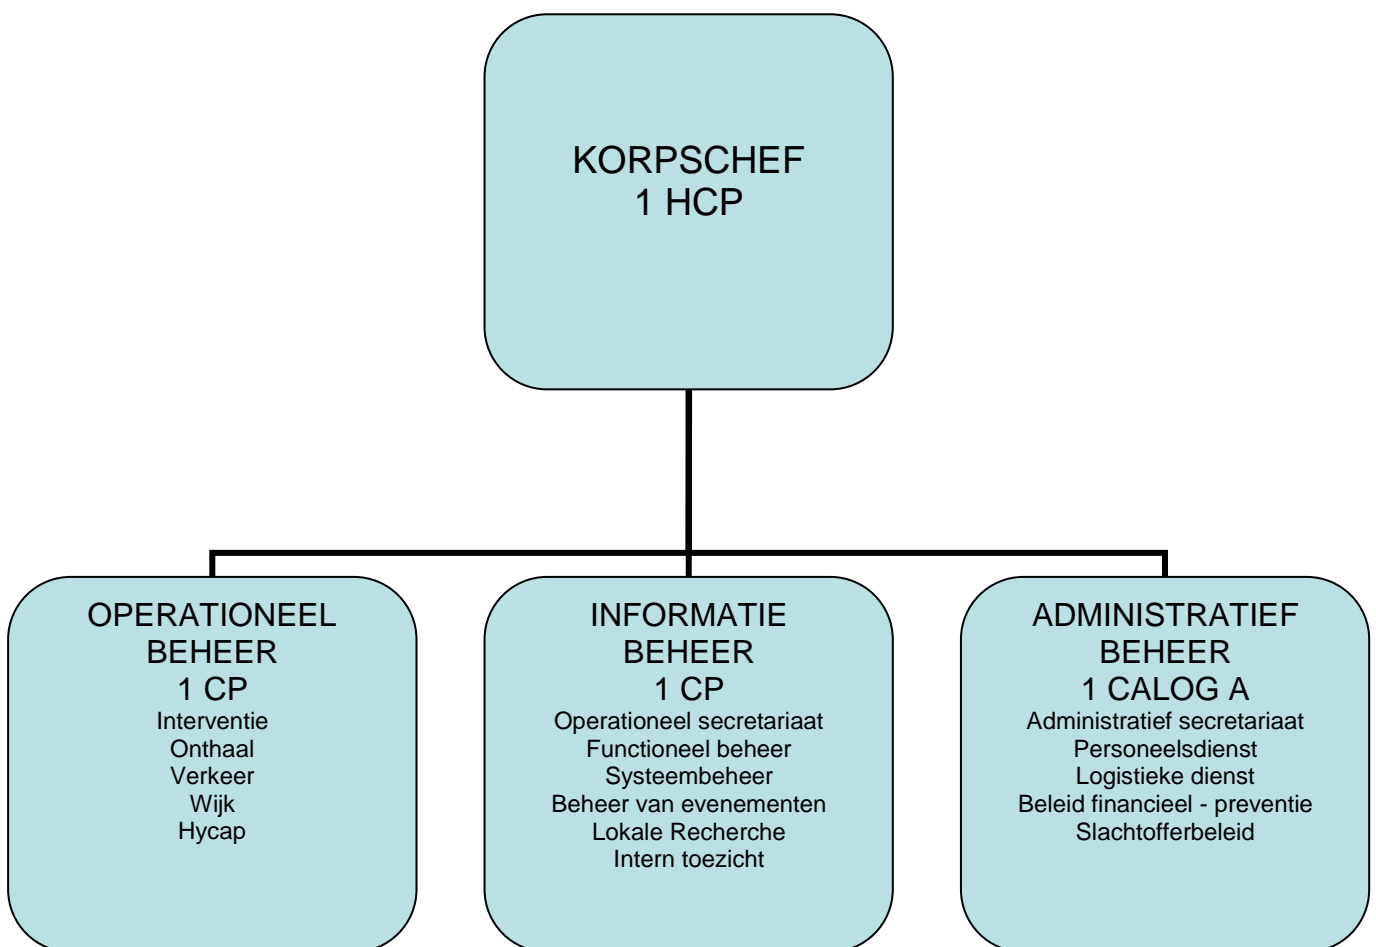 KORPSCHEF
1 HCP
OPERATIONEEL
BEHEER
1 CP
Interventie
Onthaal
Verkeer
Wijk
Hycap
INFORMATIE
BEHEER
1 CP
Operationeel secretariaat
Functioneel beheer
Systeembeheer
Beheer van evenementen
Lokale Recherche
Intern toezicht
ADMINISTRATIEF
BEHEER
1 CALOG A
Administratief secretariaat
Personeelsdienst
Logistieke dienst
Beleid financieel - preventie
Slachtofferbeleid